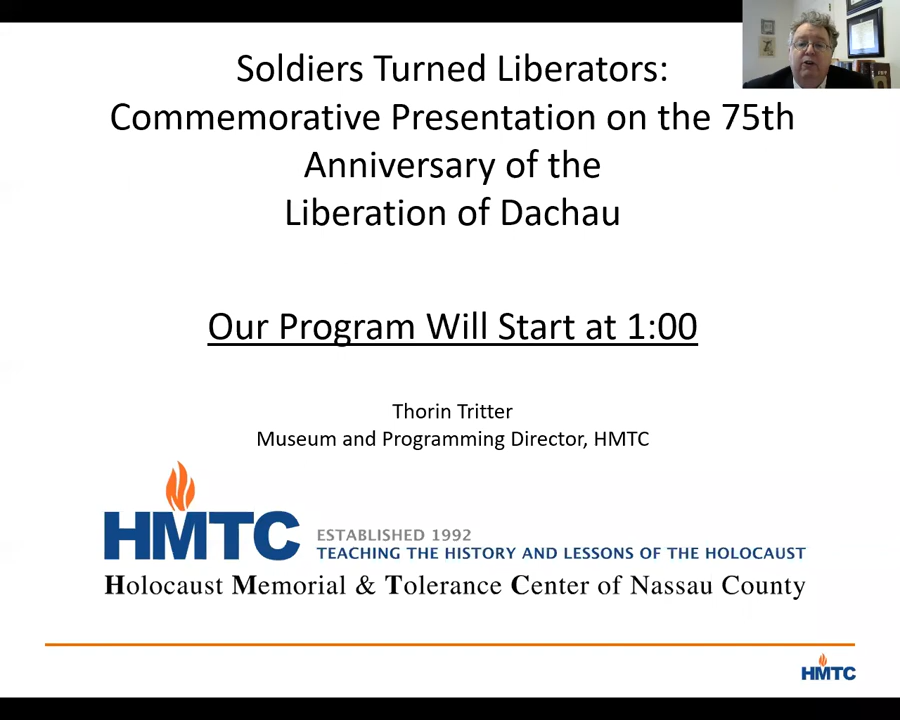 Soldiers Turned Liberators:
Commemorative Presentation on the 75th
Anniversary of the
Liberation of Dachau
Our Program Will Start at 1:00
Thorin Tritter
Museum and Programming Director, HMTC
HMTC
ESTABLISHED 1992
TEACHING THE HISTORY AND LESSONS OF THE HOLOCAUST
Holocaust Memorial & Tolerance Center of Nassau County
HMTC